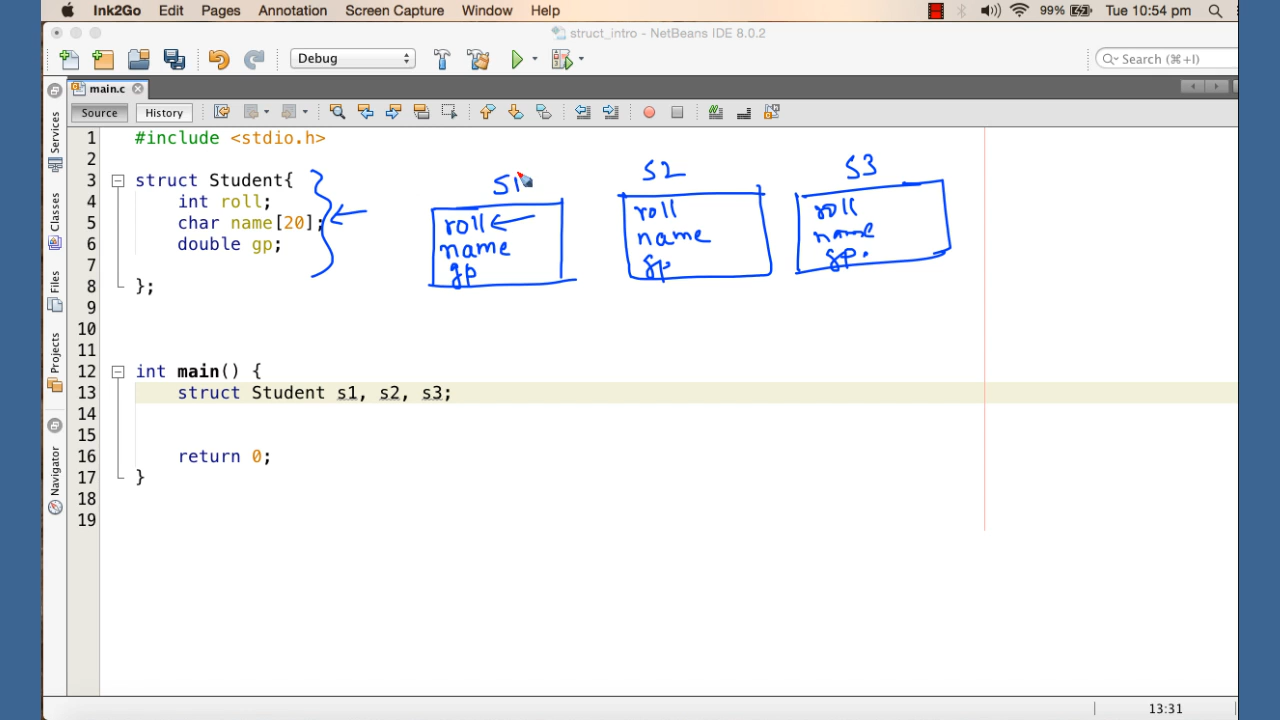 Ink2Go Edit Pages Annotation Screen Capture Window Help 99% Tue 10:54 pm
struct_intro - NetBeans IDE 8.0.2
Debug Search (⌘+I)
main.c
Source History
Services
Classes
Files
Projects
Navigator
1 #include <stdio.h>
2
3 struct Student{
4 int roll;
5 char name[20];
6 double gp;
7
8 };
9
10
11
12 int main() {
13 struct Student s1, s2, s3;
14
15
16 return 0;
17 }
18
19
S1
roll
name
gp
S2
roll
name
gp
S3
roll
name
gp.
13:31